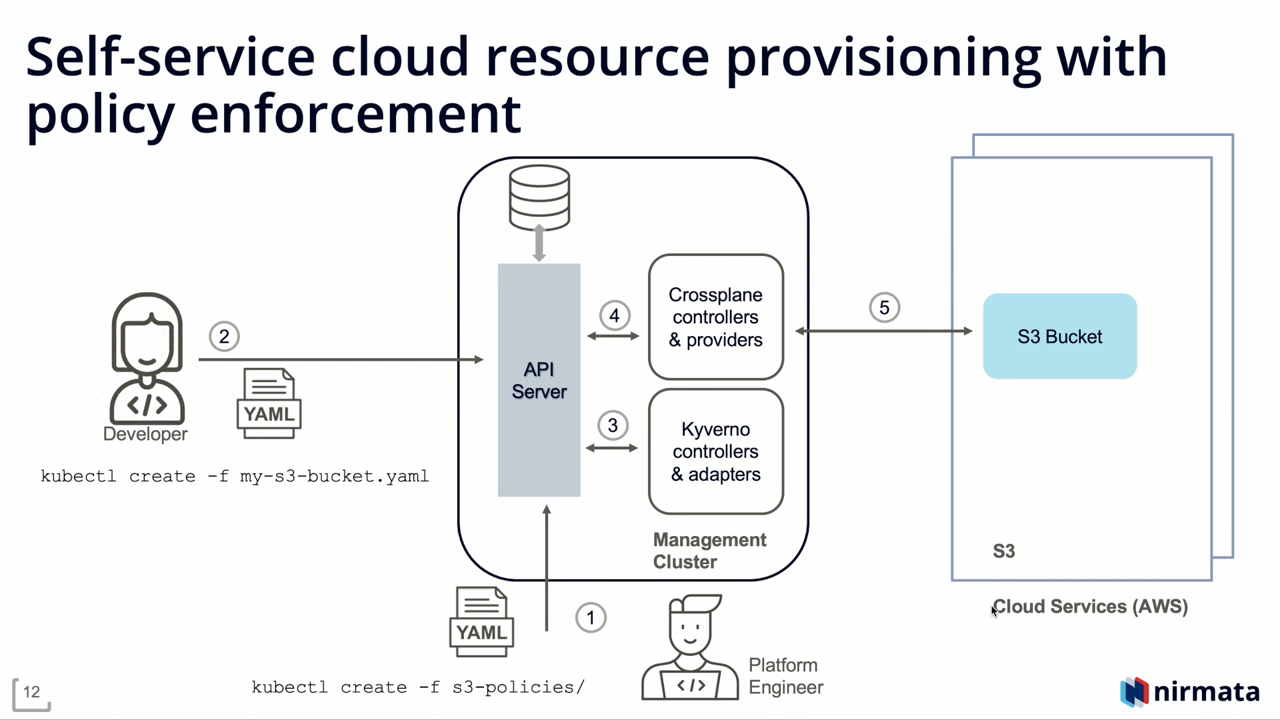 Self-service cloud resource provisioning with
policy enforcement
2
YAML
Developer
kubectl create -f my-s3-bucket.yaml
API
Server
4
Crossplane
controllers
& providers
3
Kyverno
controllers
& adapters
Management
Cluster
5
S3 Bucket
S3
Cloud Services (AWS)
YAML
1
kubectl create -f s3-policies/
Platform
Engineer
12
nirmata